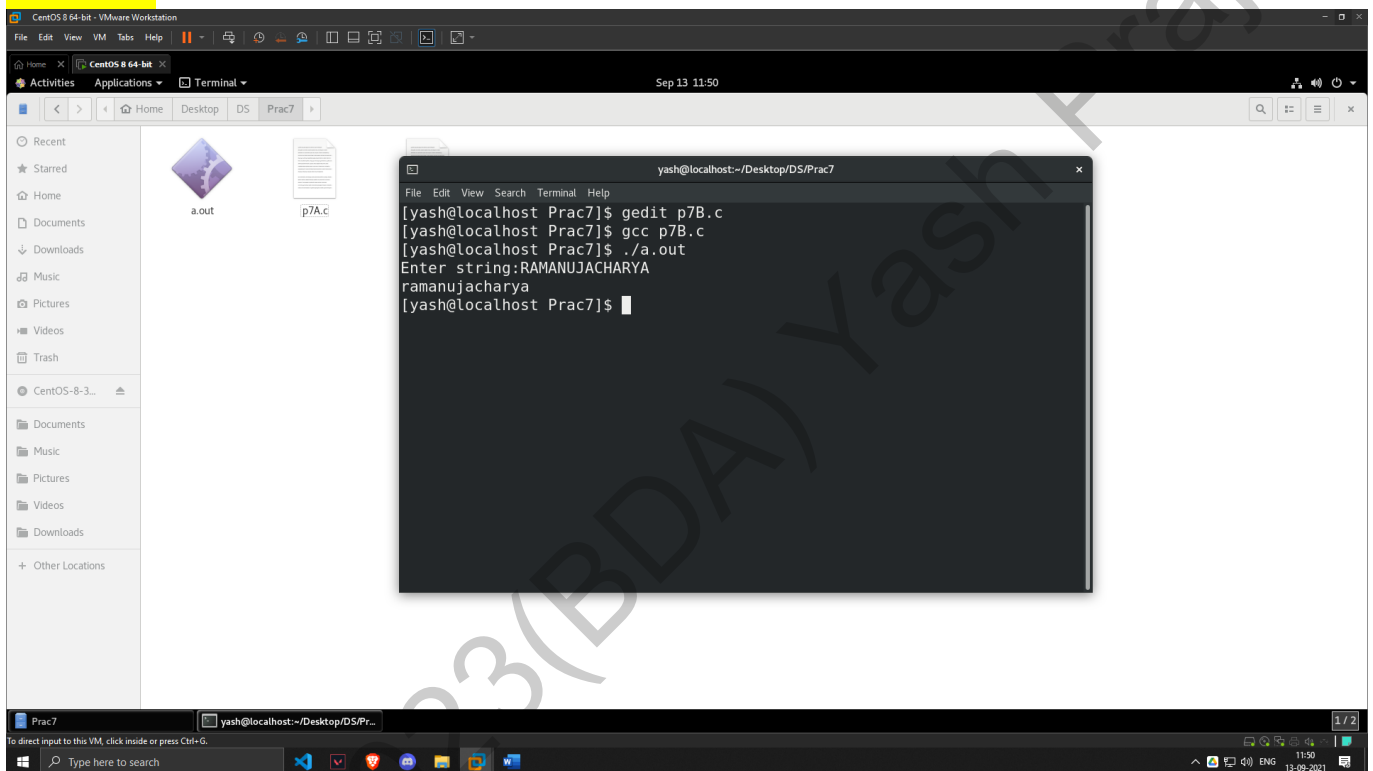 CentOS 8 64-bit - VMware Workstation
File Edit View VM Tabs Help
Home CentOS 8 64-bit
Activities Applications Terminal Sep 13 11:50
Home Desktop DS Prac7
Recent
Starred
Home
Documents
Downloads
Music
Pictures
Videos
Trash
CentOS-8-3...
Documents
Music
Pictures
Videos
Downloads
+ Other Locations
a.out p7A.c
yash@localhost:~/Desktop/DS/Prac7
File Edit View Search Terminal Help
[yash@localhost Prac7]$ gedit p7B.c
[yash@localhost Prac7]$ gcc p7B.c
[yash@localhost Prac7]$ ./a.out
Enter string:RAMANUJACHARYA
ramanujacharya
[yash@localhost Prac7]$
23(BDA) Yash Praj
Prac7 yash@localhost:~/Desktop/DS/Pr... 1 / 2
To direct input to this VM, click inside or press Ctrl+G.
Type here to search ENG 11:50
13-09-2021